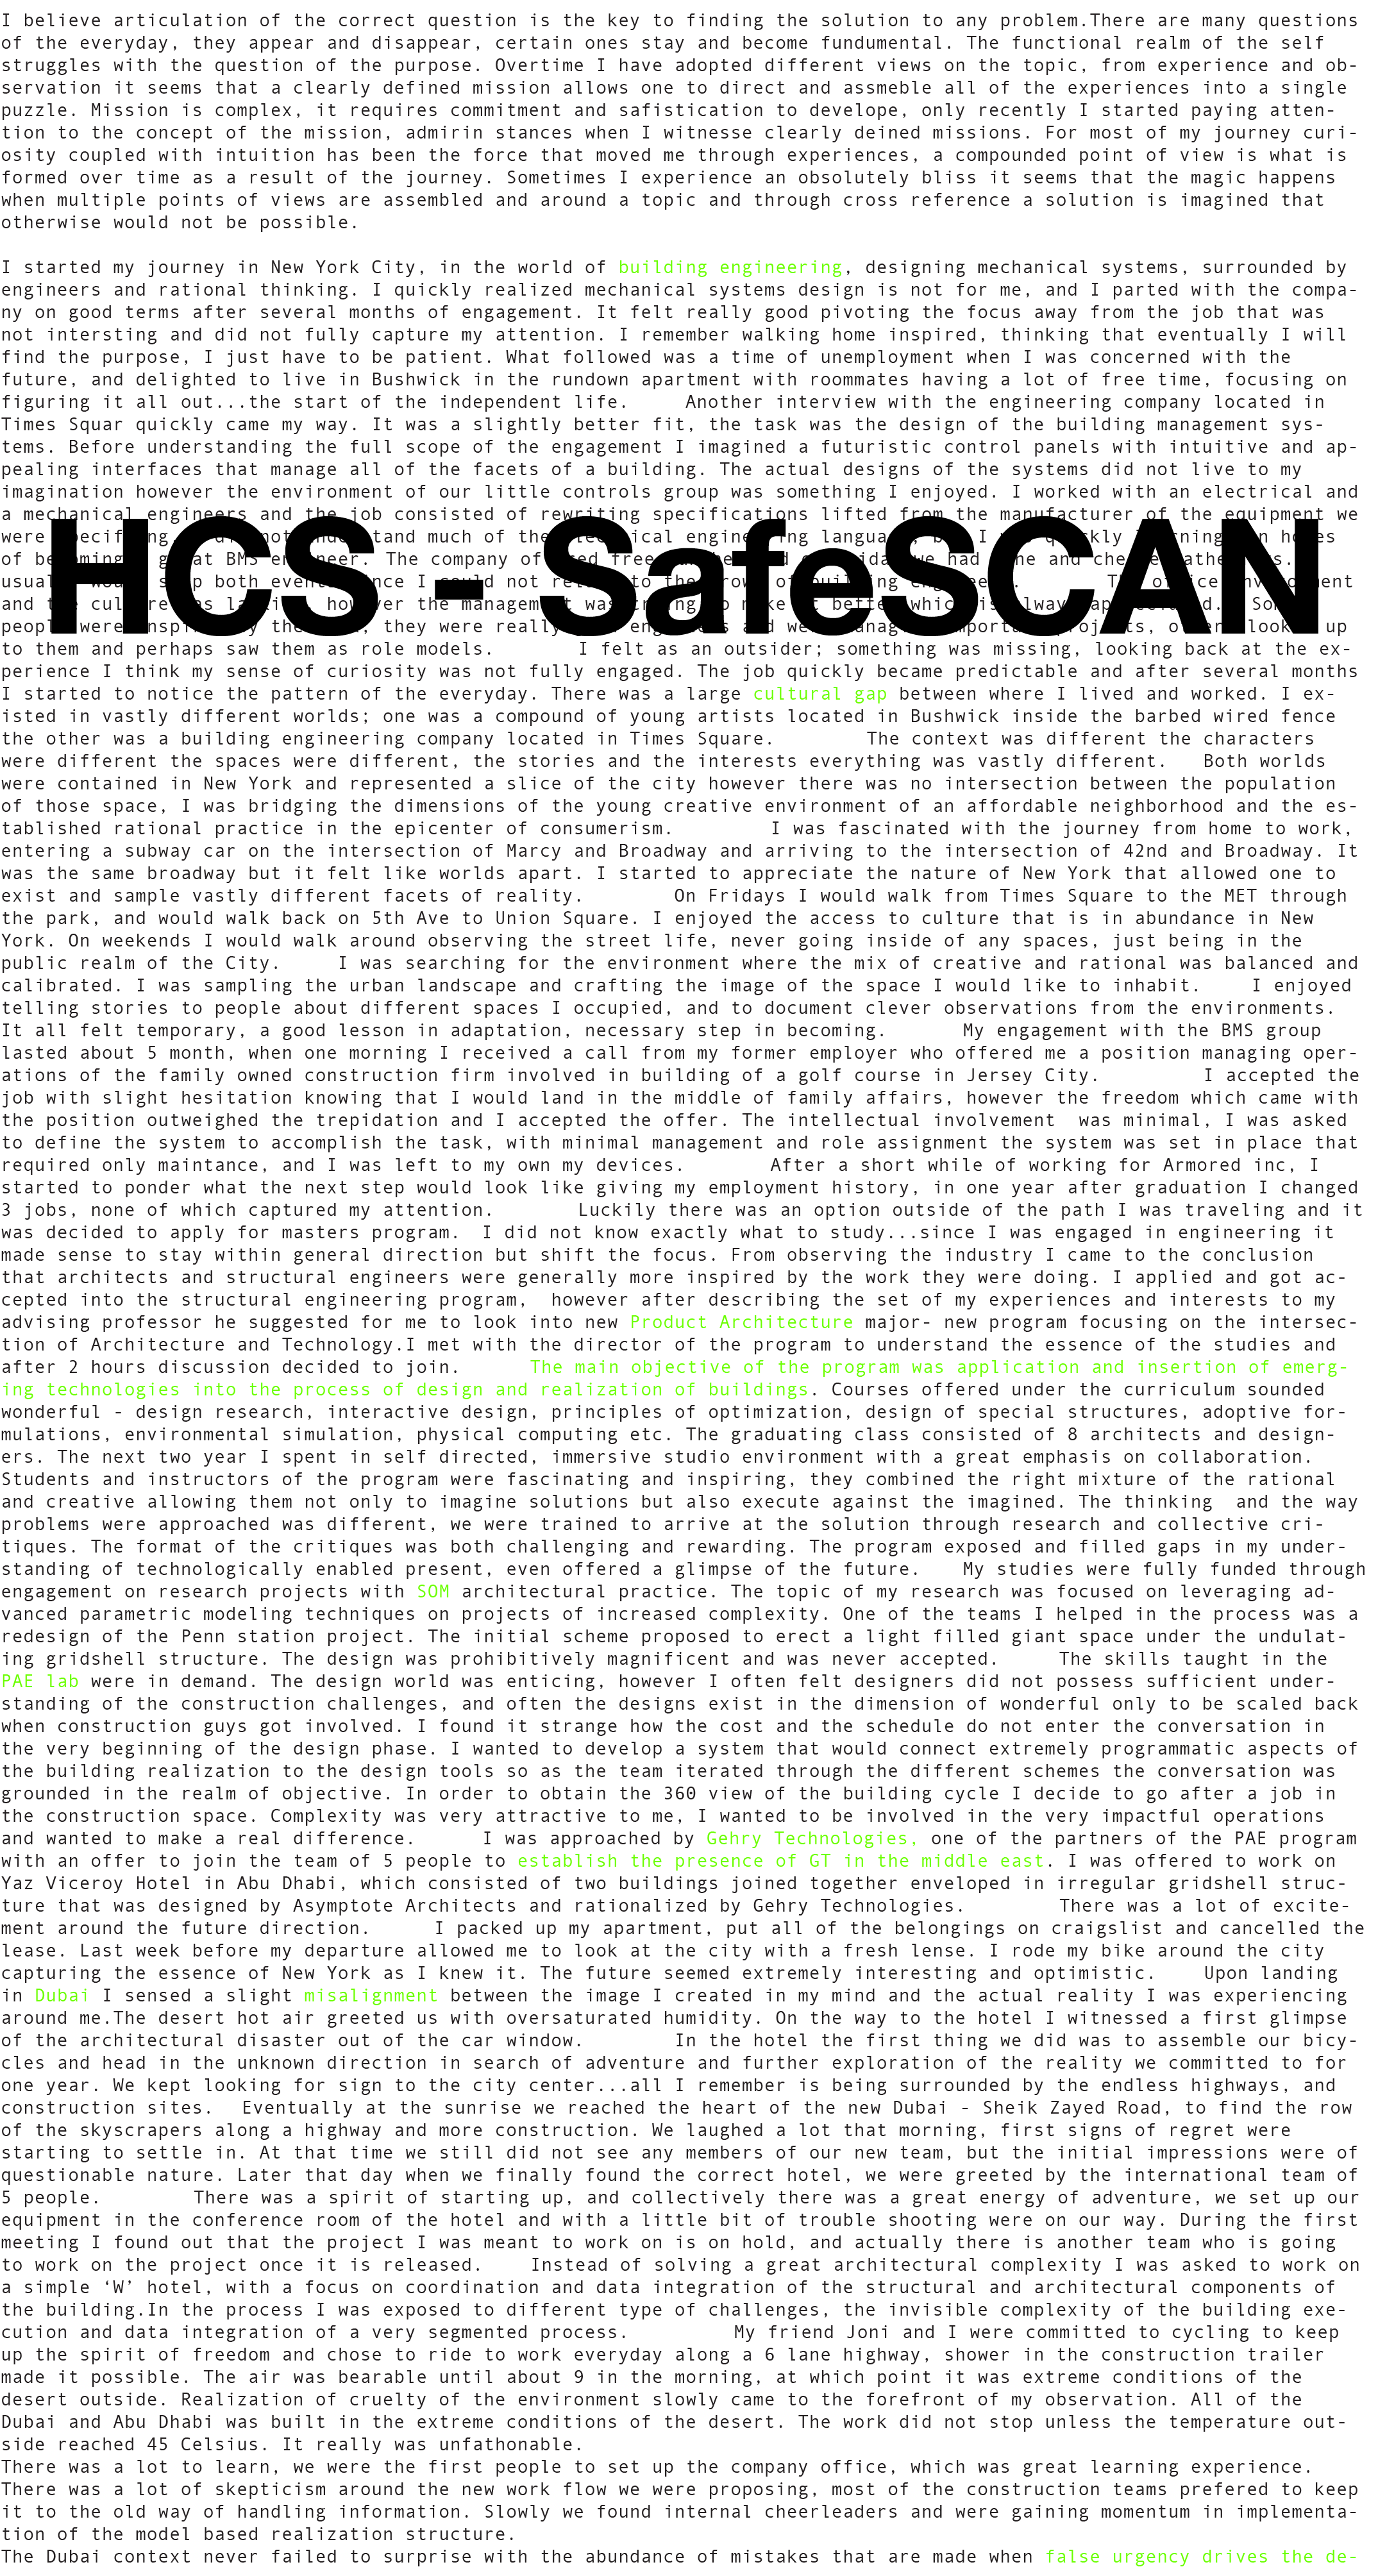 I believe articulation of the correct question is the key to finding the solution to any problem.There are many questions
of the everyday, they appear and disappear, certain ones stay and become fundumental. The functional realm of the self
struggles with the question of the purpose. Overtime I have adopted different views on the topic, from experience and ob-
servation it seems that a clearly defined mission allows one to direct and assmeble all of the experiences into a single
puzzle. Mission is complex, it requires commitment and safistication to develope, only recently I started paying atten-
tion to the concept of the mission, admirin stances when I witnesse clearly deined missions. For most of my journey curi-
osity coupled with intuition has been the force that moved me through experiences, a compounded point of view is what is
formed over time as a result of the journey. Sometimes I experience an absolutely bliss it seems that the magic happens
when multiple points of views are assembled and around a topic and through cross reference a solution is imagined that
otherwise would not be possible.
I started my journey in New York City, in the world of building engineering, designing mechanical systems, surrounded by
engineers and rational thinking. I quickly realized mechanical systems design is not for me, and I parted with the compa-
ny on good terms after several months of engagement. It felt really good pivoting the focus away from the job that was
not intersting and did not fully capture my attention. I remember walking home inspired, thinking that eventually I will
find the purpose, I just have to be patient. What followed was a time of unemployment when I was concerned with the
future, and delighted to live in Bushwick in the rundown apartment with roommates having a lot of free time, focusing on
figuring it all out...the start of the independent life. Another interview with the engineering company located in
Times Squar quickly came my way. It was a slightly better fit, the task was the design of the building management sys-
tems. Before understanding the full scope of the engagement I imagined a futuristic control panels with intuitive and ap-
pealing interfaces that manage all of the facets of a building. The actual designs of the systems did not live to my
imagination however the environment of our little controls group was something I enjoyed. I worked with an electrical and
a mechanical engineers and the job consisted of rewriting specifications lifted from the manufacturer of the equipment we
HCS - SafeSCAN
were not understand much of the I was quickly
of The company of had and
usual both not to the of
and the however the management was which is
people were they were really
to them and perhaps saw them as role models. I felt as an outsider; something was missing, looking back at the ex-
perience I think my sense of curiosity was not fully engaged. The job quickly became predictable and after several months
I started to notice the pattern of the everyday. There was a large cultural gap between where I lived and worked. I ex-
isted in vastly different worlds; one was a compound of young artists located in Bushwick inside the barbed wired fence
the other was a building engineering company located in Times Square. The context was different the characters
were different the spaces were different, the stories and the interests everything was vastly different. Both worlds
were contained in New York and represented a slice of the city however there was no intersection between the population
of those space, I was bridging the dimensions of the young creative environment of an affordable neighborhood and the es-
tablished rational practice in the epicenter of consumerism. I was fascinated with the journey from home to work,
entering a subway car on the intersection of Marcy and Broadway and arriving to the intersection of 42nd and Broadway. It
was the same broadway but it felt like worlds apart. I started to appreciate the nature of New York that allowed one to
exist and sample vastly different facets of reality. On Fridays I would walk from Times Square to the MET through
the park, and would walk back on 5th Ave to Union Square. I enjoyed the access to culture that is in abundance in New
York. On weekends I would walk around observing the street life, never going inside of any spaces, just being in the
public realm of the City. I was searching for the environment where the mix of creative and rational was balanced and
calibrated. I was sampling the urban landscape and crafting the image of the space I would like to inhabit. I enjoyed
telling stories to people about different spaces I occupied, and to document clever observations from the environments.
It all felt temporary, a good lesson in adaptation, necessary step in becoming. My engagement with the BMS group
lasted about 5 month, when one morning I received a call from my former employer who offered me a position managing oper-
ations of the family owned construction firm involved in building of a golf course in Jersey City. I accepted the
job with slight hesitation knowing that I would land in the middle of family affairs, however the freedom which came with
the position outweighed the trepidation and I accepted the offer. The intellectual involvement was minimal, I was asked
to define the system to accomplish the task, with minimal management and role assignment the system was set in place that
required only maintance, and I was left to my own my devices. After a short while of working for Armored inc, I
started to ponder what the next step would look like giving my employment history, in one year after graduation I changed
3 jobs, none of which captured my attention. Luckily there was an option outside of the path I was traveling and it
was decided to apply for masters program. I did not know exactly what to study...since I was engaged in engineering it
made sense to stay within general direction but shift the focus. From observing the industry I came to the conclusion
that architects and structural engineers were generally more inspired by the work they were doing. I applied and got ac-
cepted into the structural engineering program, however after describing the set of my experiences and interests to my
advising professor he suggested for me to look into new Product Architecture major- new program focusing on the intersec-
tion of Architecture and Technology.I met with the director of the program to understand the essence of the studies and
after 2 hours discussion decided to join. The main objective of the program was application and insertion of emerg-
ing technologies into the process of design and realization of buildings. Courses offered under the curriculum sounded
wonderful - design research, interactive design, principles of optimization, design of special structures, adoptive for-
mulations, environmental simulation, physical computing etc. The graduating class consisted of 8 architects and design-
ers. The next two year I spent in self directed, immersive studio environment with a great emphasis on collaboration.
Students and instructors of the program were fascinating and inspiring, they combined the right mixture of the rational
and creative allowing them not only to imagine solutions but also execute against the imagined. The thinking and the way
problems were approached was different, we were trained to arrive at the solution through research and collective cri-
tiques. The format of the critiques was both challenging and rewarding. The program exposed and filled gaps in my under-
standing of technologically enabled present, even offered a glimpse of the future. My studies were fully funded through
engagement on research projects with SOM architectural practice. The topic of my research was focused on leveraging ad-
vanced parametric modeling techniques on projects of increased complexity. One of the teams I helped in the process was a
redesign of the Penn station project. The initial scheme proposed to erect a light filled giant space under the undulat-
ing gridshell structure. The design was prohibitively magnificent and was never accepted. The skills taught in the
PAE lab were in demand. The design world was enticing, however I often felt designers did not possess sufficient under-
standing of the construction challenges, and often the designs exist in the dimension of wonderful only to be scaled back
when construction guys got involved. I found it strange how the cost and the schedule do not enter the conversation in
the very beginning of the design phase. I wanted to develop a system that would connect extremely programmatic aspects of
the building realization to the design tools so as the team iterated through the different schemes the conversation was
grounded in the realm of objective. In order to obtain the 360 view of the building cycle I decide to go after a job in
the construction space. Complexity was very attractive to me, I wanted to be involved in the very impactful operations
and wanted to make a real difference. I was approached by Gehry Technologies, one of the partners of the PAE program
with an offer to join the team of 5 people to establish the presence of GT in the middle east. I was offered to work on
Yaz Viceroy Hotel in Abu Dhabi, which consisted of two buildings joined together enveloped in irregular gridshell struc-
ture that was designed by Asymptote Architects and rationalized by Gehry Technologies. There was a lot of excite-
ment around the future direction. I packed up my apartment, put all of the belongings on craigslist and cancelled the
lease. Last week before my departure allowed me to look at the city with a fresh lense. I rode my bike around the city
capturing the essence of New York as I knew it. The future seemed extremely interesting and optimistic. Upon landing
in Dubai I sensed a slight misalignment between the image I created in my mind and the actual reality I was experiencing
around me.The desert hot air greeted us with oversaturated humidity. On the way to the hotel I witnessed a first glimpse
of the architectural disaster out of the car window. In the hotel the first thing we did was to assemble our bicy-
cles and head in the unknown direction in search of adventure and further exploration of the reality we committed to for
one year. We kept looking for sign to the city center...all I remember is being surrounded by the endless highways, and
construction sites. Eventually at the sunrise we reached the heart of the new Dubai - Sheik Zayed Road, to find the row
of the skyscrapers along a highway and more construction. We laughed a lot that morning, first signs of regret were
starting to settle in. At that time we still did not see any members of our new team, but the initial impressions were of
questionable nature. Later that day when we finally found the correct hotel, we were greeted by the international team of
5 people. There was a spirit of starting up, and collectively there was a great energy of adventure, we set up our
equipment in the conference room of the hotel and with a little bit of trouble shooting were on our way. During the first
meeting I found out that the project I was meant to work on is on hold, and actually there is another team who is going
to work on the project once it is released. Instead of solving a great architectural complexity I was asked to work on
a simple ‘W’ hotel, with a focus on coordination and data integration of the structural and architectural components of
the building.In the process I was exposed to different type of challenges, the invisible complexity of the building exe-
cution and data integration of a very segmented process. My friend Joni and I were committed to cycling to keep
up the spirit of freedom and chose to ride to work everyday along a 6 lane highway, shower in the construction trailer
made it possible. The air was bearable until about 9 in the morning, at which point it was extreme conditions of the
desert outside. Realization of cruelty of the environment slowly came to the forefront of my observation. All of the
Dubai and Abu Dhabi was built in the extreme conditions of the desert. The work did not stop unless the temperature out-
side reached 45 Celsius. It really was unfathonable.
There was a lot to learn, we were the first people to set up the company office, which was great learning experience.
There was a lot of skepticism around the new work flow we were proposing, most of the construction teams prefered to keep
it to the old way of handling information. Slowly we found internal cheerleaders and were gaining momentum in implementa-
tion of the model based realization structure.
The Dubai context never failed to surprise with the abundance of mistakes that are made when false urgency drives the de-